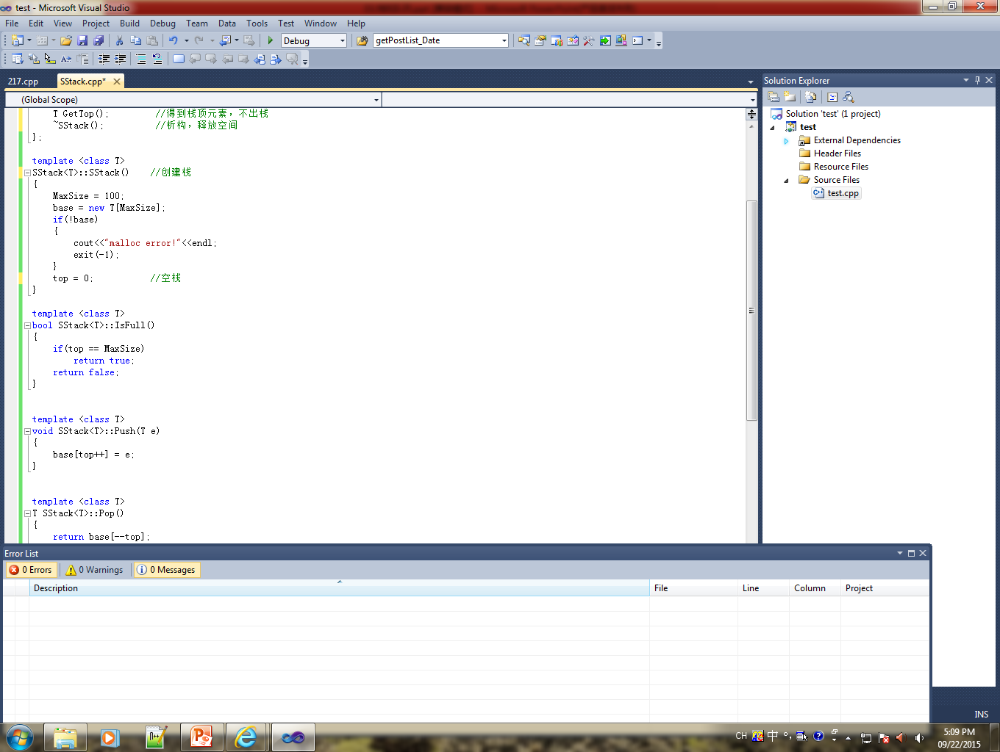 test - Microsoft Visual Studio
File Edit View Project Build Debug Team Data Tools Test Window Help
Debug getPostList_Date
217.cpp SStack.cpp* 
(Global Scope)
T GetTop(); //得到栈顶元素，不出栈
~SStack(); //析构，释放空间
};
template <class T>
SStack<T>::SStack() //创建栈
{
MaxSize = 100;
base = new T[MaxSize];
if(!base)
{
cout<<"malloc error!"<<endl;
exit(-1);
}
top = 0; //空栈
}
template <class T>
bool SStack<T>::IsFull()
{
if(top == MaxSize)
return true;
return false;
}
template <class T>
void SStack<T>::Push(T e)
{
base[top++] = e;
}
template <class T>
T SStack<T>::Pop()
{
return base[--top];
Solution Explorer
Solution 'test' (1 project)
test
External Dependencies
Header Files
Resource Files
Source Files
test.cpp
Error List
0 Errors 0 Warnings 0 Messages
Description File Line Column Project
INS
CH 中 5:09 PM
09/22/2015